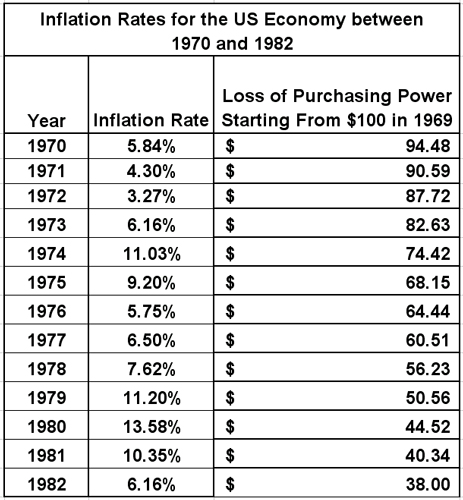 Inflation Rates for the US Economy between
1970 and 1982
Loss of Purchasing Power
Year Inflation Rate Starting From $100 in 1969
1970 5.84% $ 94.48
1971 4.30% $ 90.59
1972 3.27% $ 87.72
1973 6.16% $ 82.63
1974 11.03% $ 74.42
1975 9.20% $ 68.15
1976 5.75% $ 64.44
1977 6.50% $ 60.51
1978 7.62% $ 56.23
1979 11.20% $ 50.56
1980 13.58% $ 44.52
1981 10.35% $ 40.34
1982 6.16% $ 38.00